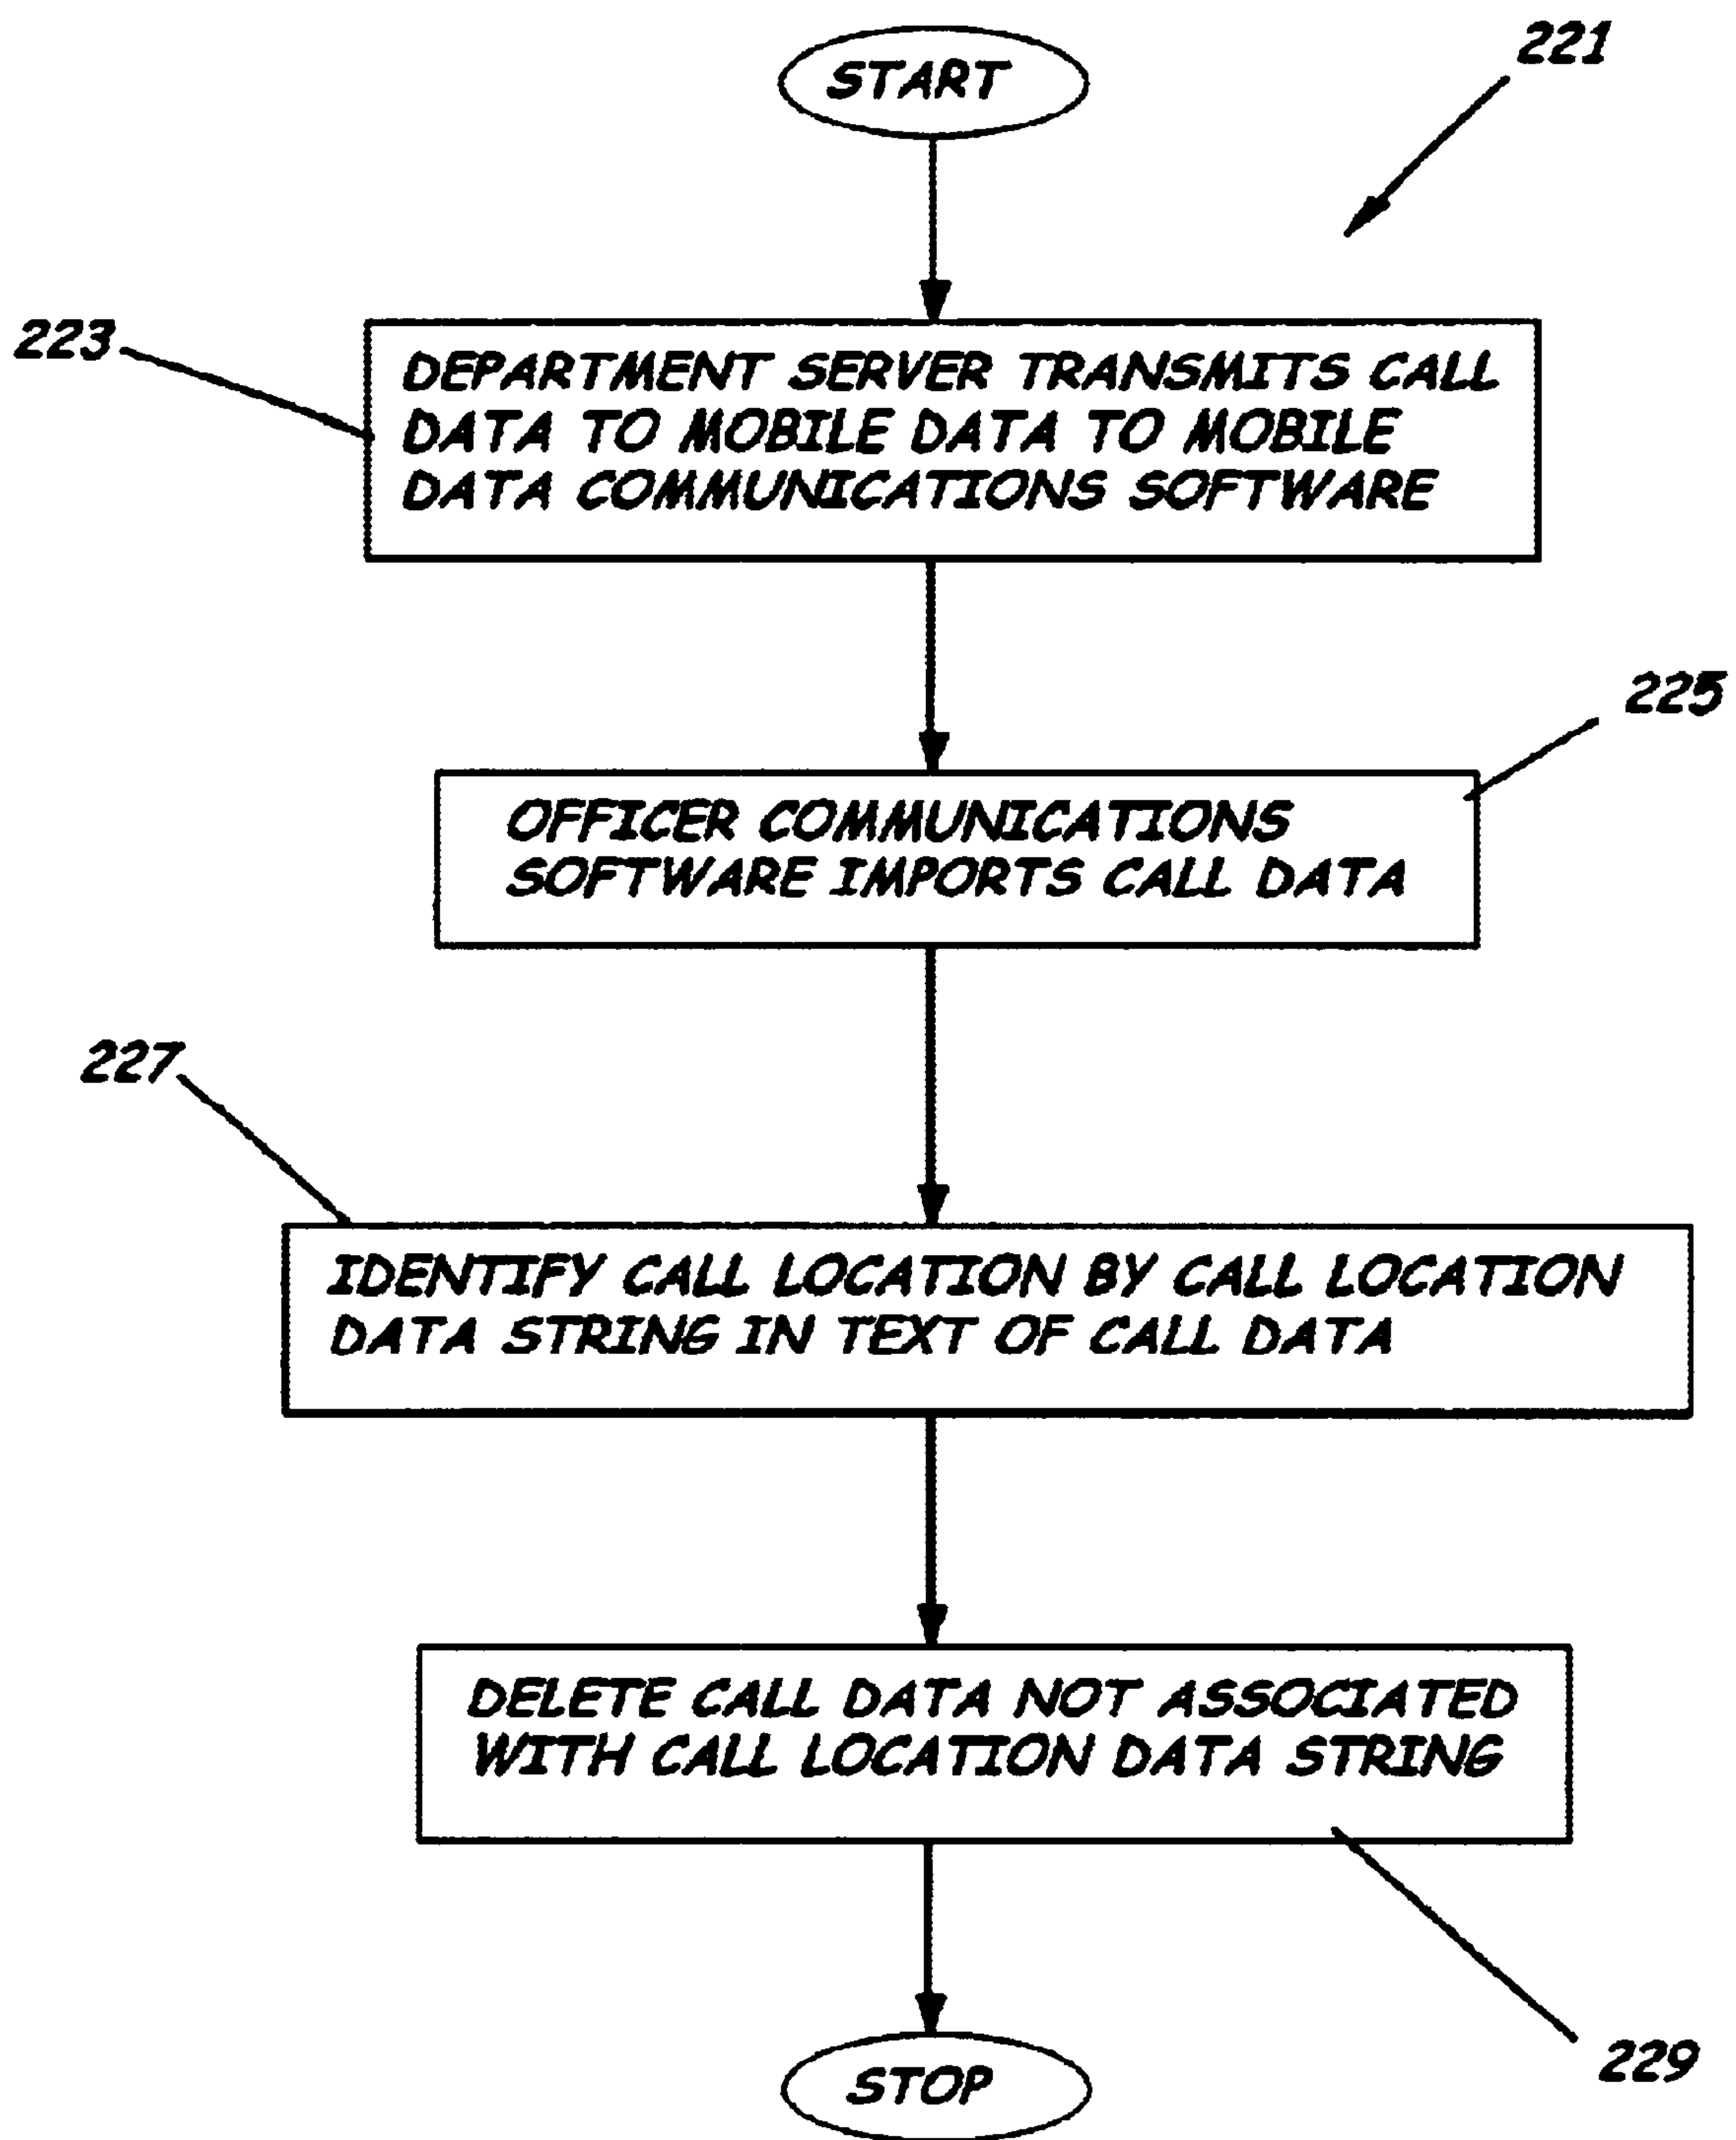 START
221
223
DEPARTMENT SERVER TRANSMITS CALL
DATA TO MOBILE DATA TO MOBILE
DATA COMMUNICATIONS SOFTWARE
225
OFFICER COMMUNICATIONS
SOFTWARE IMPORTS CALL DATA
227
IDENTIFY CALL LOCATION BY CALL LOCATION
DATA STRING IN TEXT OF CALL DATA
DELETE CALL DATA NOT ASSOCIATED
WITH CALL LOCATION DATA STRING
229
STOP